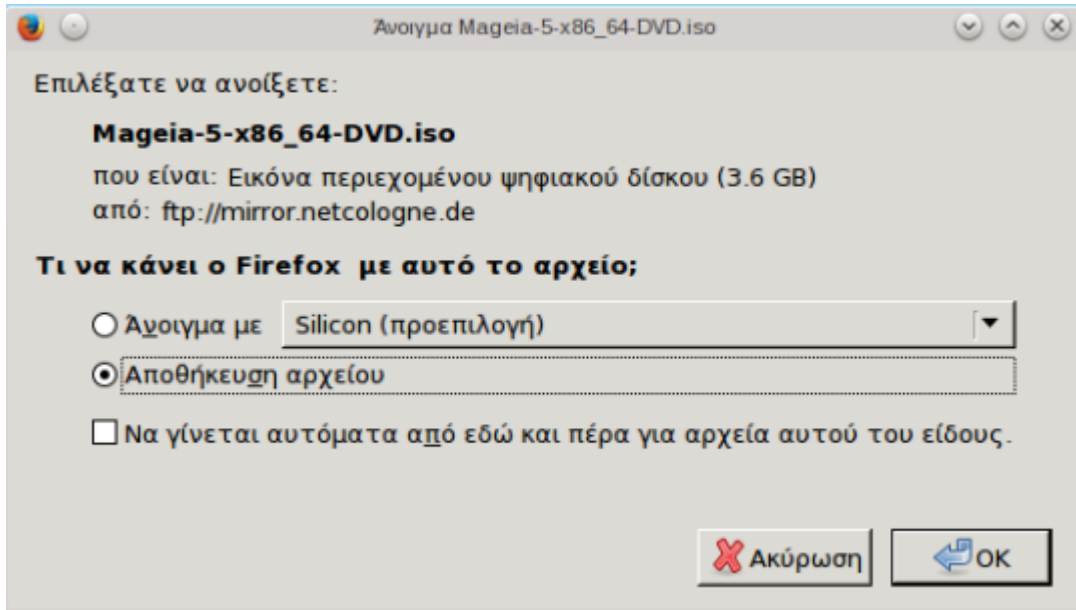 Άνοιγμα Mageia-5-x86_64-DVD.iso
Επιλέξατε να ανοίξετε:
Mageia-5-x86_64-DVD.iso
που είναι: Εικόνα περιεχομένου ψηφιακού δίσκου (3.6 GB)
από: ftp://mirror.netcologne.de
Τι να κάνει ο Firefox με αυτό το αρχείο;
Άνοιγμα με Silicon (προεπιλογή)
Αποθήκευση αρχείου
Να γίνεται αυτόματα από εδώ και πέρα για αρχεία αυτού του είδους.
Ακύρωση OK